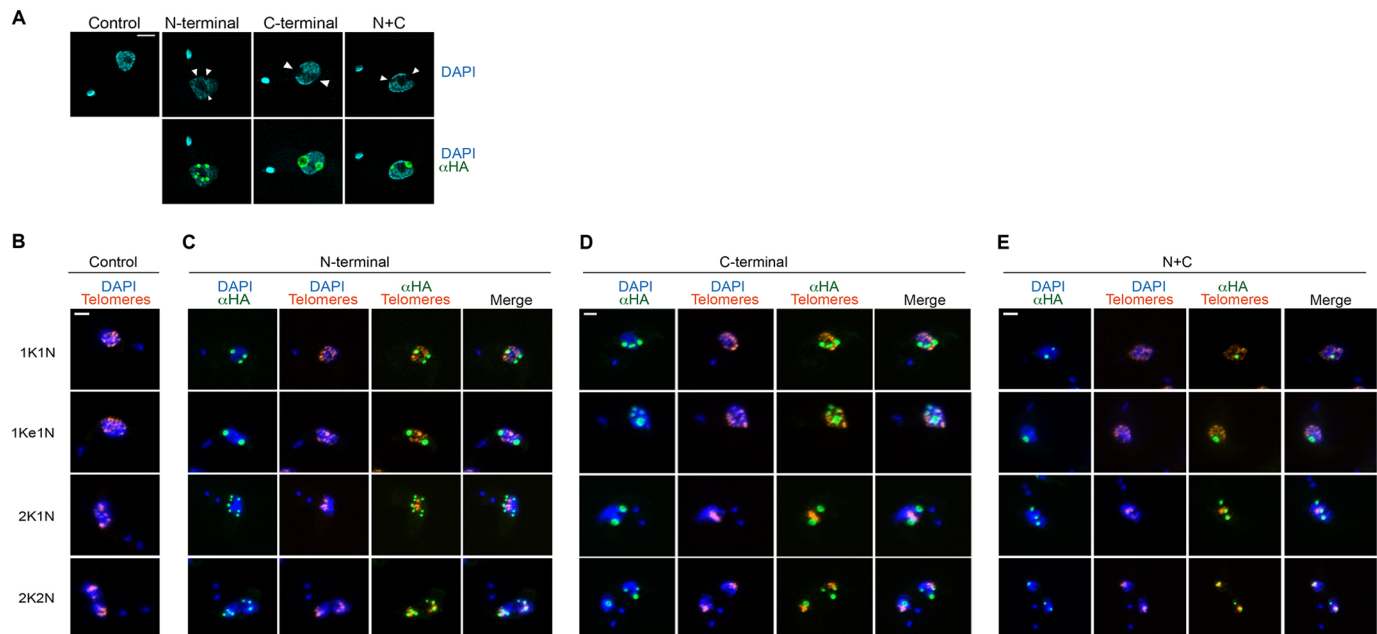 A
Control N-terminal C-terminal N+C
DAPI
DAPI
αHA
B C D E
Control N-terminal C-terminal N+C
DAPI DAPI DAPI αHA DAPI DAPI αHA DAPI DAPI αHA
Telomeres αHA Telomeres Telomeres Merge αHA Telomeres Telomeres Merge αHA Telomeres Telomeres Merge
1K1N
1Ke1N
2K1N
2K2N